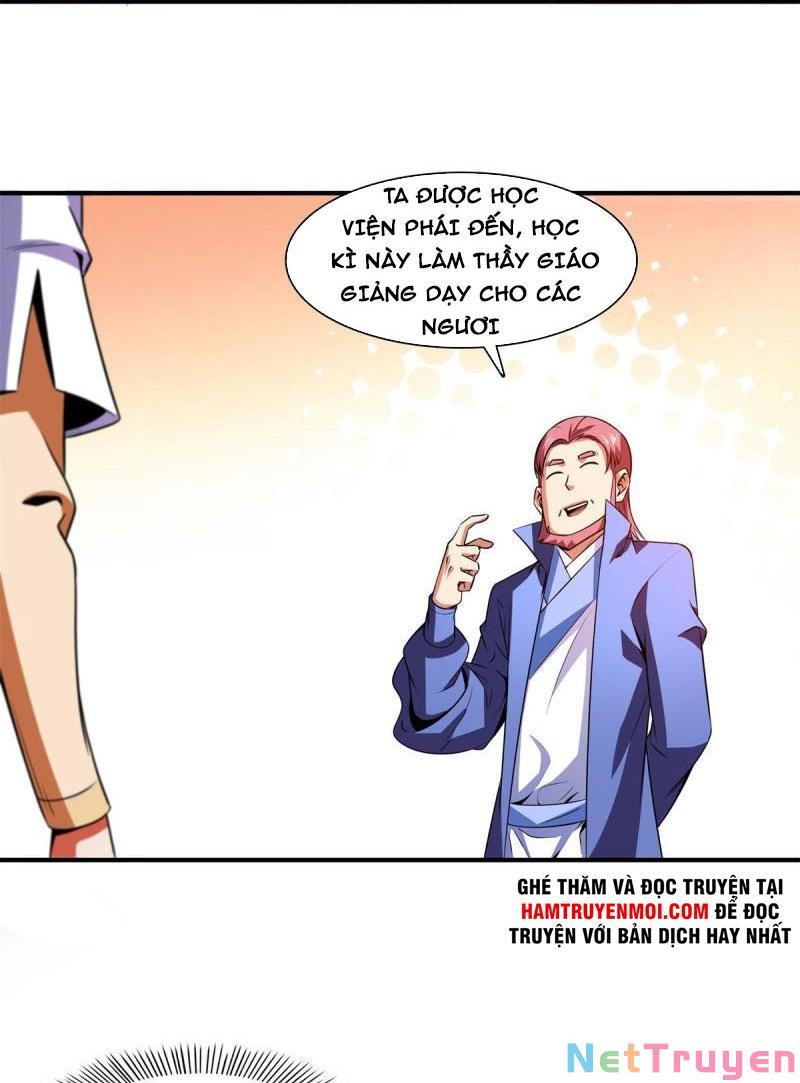 TA ĐƯỢC HỌC
VIỆN PHÁI ĐẾN, HỌC
KÌ NÀY LÀM THẦY GIÁO
GIẢNG DẠY CHO CÁC
NGƯƠI
GHÉ THĂM VÀ ĐỌC TRUYỆN TẠI
HAMTRUYENMOI.COM ĐỂ ĐỌC
TRUYỆN VỚI BẢN DỊCH HAY NHẤT
NetTruyen